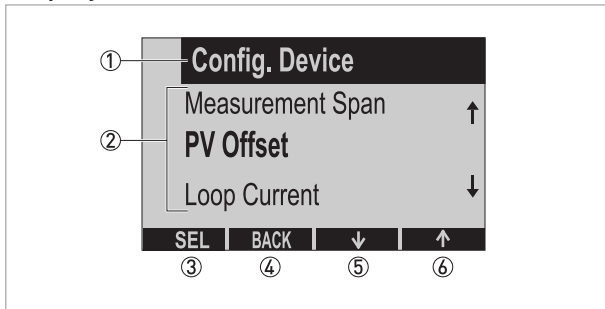 ① Config. Device
② Measurement Span
PV Offset
Loop Current
SEL BACK ↓ ↑
③ ④ ⑤ ⑥